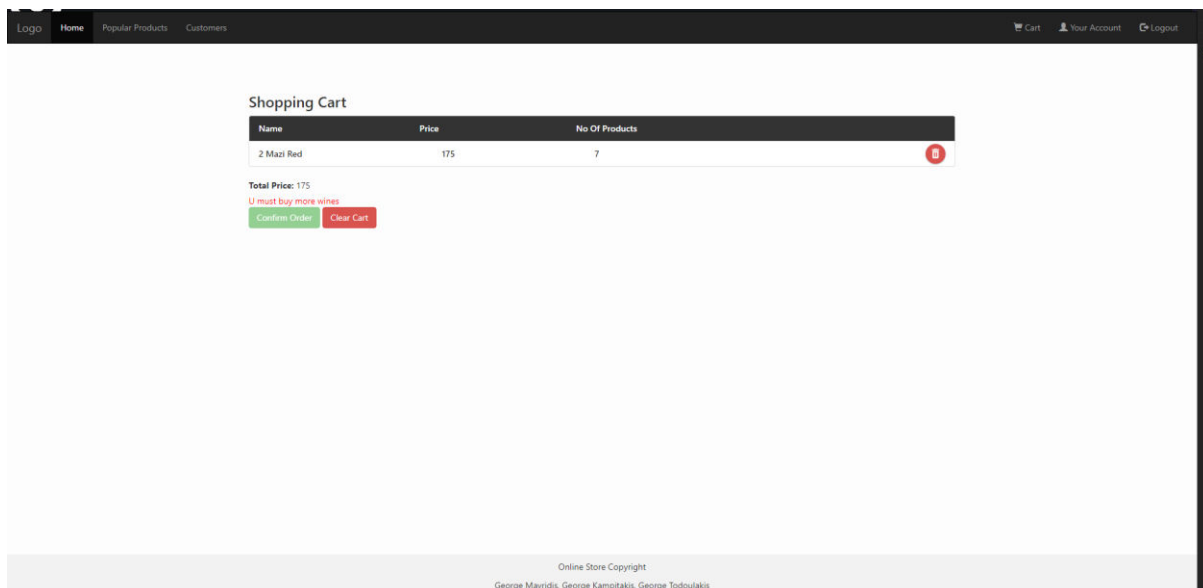 Logo Home Popular Products Customers Cart Your Account Logout
Shopping Cart
Name Price No Of Products
2 Mazi Red 175 7
Total Price: 175
U must buy more wines
Confirm Order Clear Cart
Online Store Copyright
George Mavridis, George Kampitakis, George Todoulakis